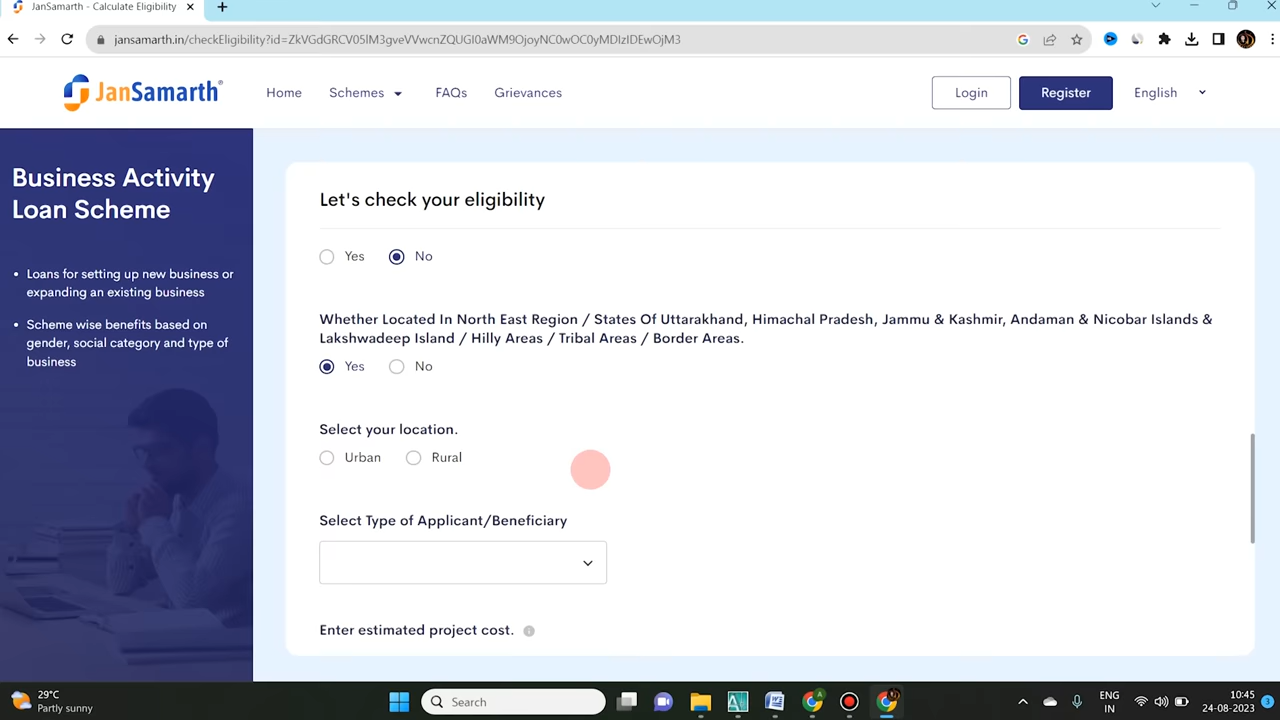 JanSamarth - Calculate Eligibility
jansamarth.in/checkEligibility?id=ZkVGdGRCV05lM3gveVVwcnZQUGI0aWM9OjoyNC0wOC0yMDIzIDEwOjM3
JanSamarth
Home
Schemes
FAQs
Grievances
Login
Register
English
Business Activity
Loan Scheme
Loans for setting up new business or
expanding an existing business
Scheme wise benefits based on
gender, social category and type of
business
Let's check your eligibility
Yes
No
Whether Located In North East Region / States Of Uttarakhand, Himachal Pradesh, Jammu & Kashmir, Andaman & Nicobar Islands &
Lakshwadeep Island / Hilly Areas / Tribal Areas / Border Areas.
Yes
No
Select your location.
Urban
Rural
Select Type of Applicant/Beneficiary
Enter estimated project cost.
29°C
Partly sunny
Search
ENG
IN
10:45
24-08-2023